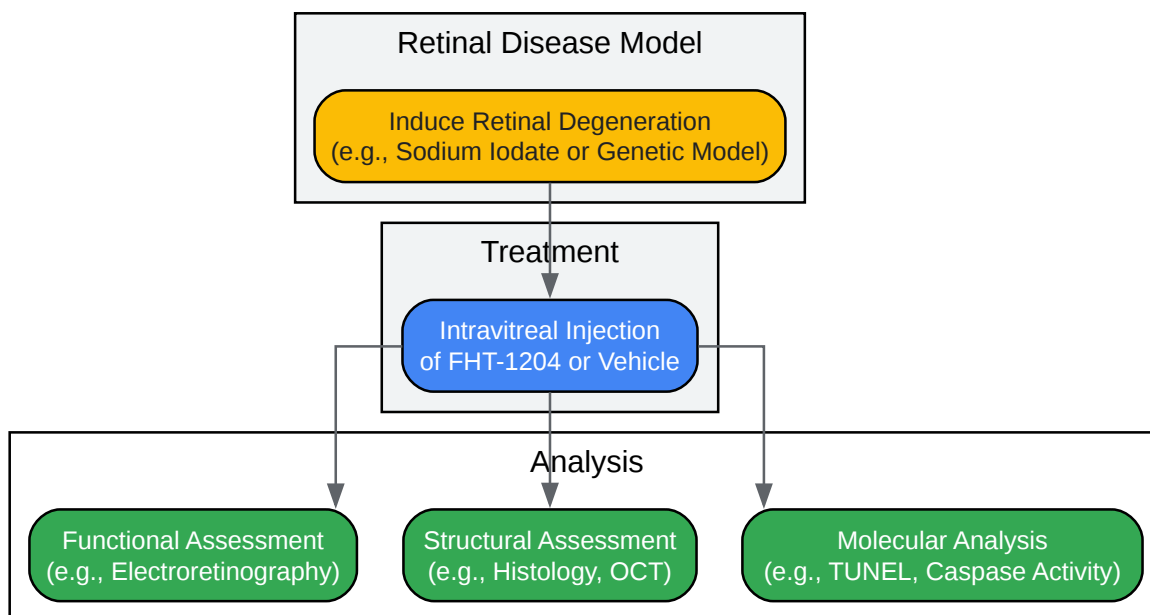 Retinal Disease Model
Induce Retinal Degeneration
(e.g., Sodium Iodate or Genetic Model)
Treatment
Intravitreal Injection
of FHT-1204 or Vehicle
Analysis
Functional Assessment
(e.g., Electroretinography)
Structural Assessment
(e.g., Histology, OCT)
Molecular Analysis
(e.g., TUNEL, Caspase Activity)